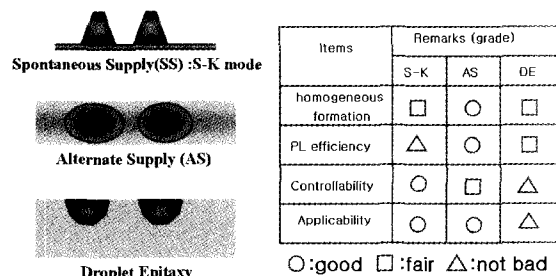 Spontaneous Supply(SS) :S-K mode
Alternate Supply (AS)
Droplet Epitaxy
Items
Remarks (grade)
S-K AS DE
homogeneous
formation
□ ○ □
PL efficiency
△ ○ □
Controllability
○ □ △
Applicability
○ ○ △
○:good □:fair △:not bad